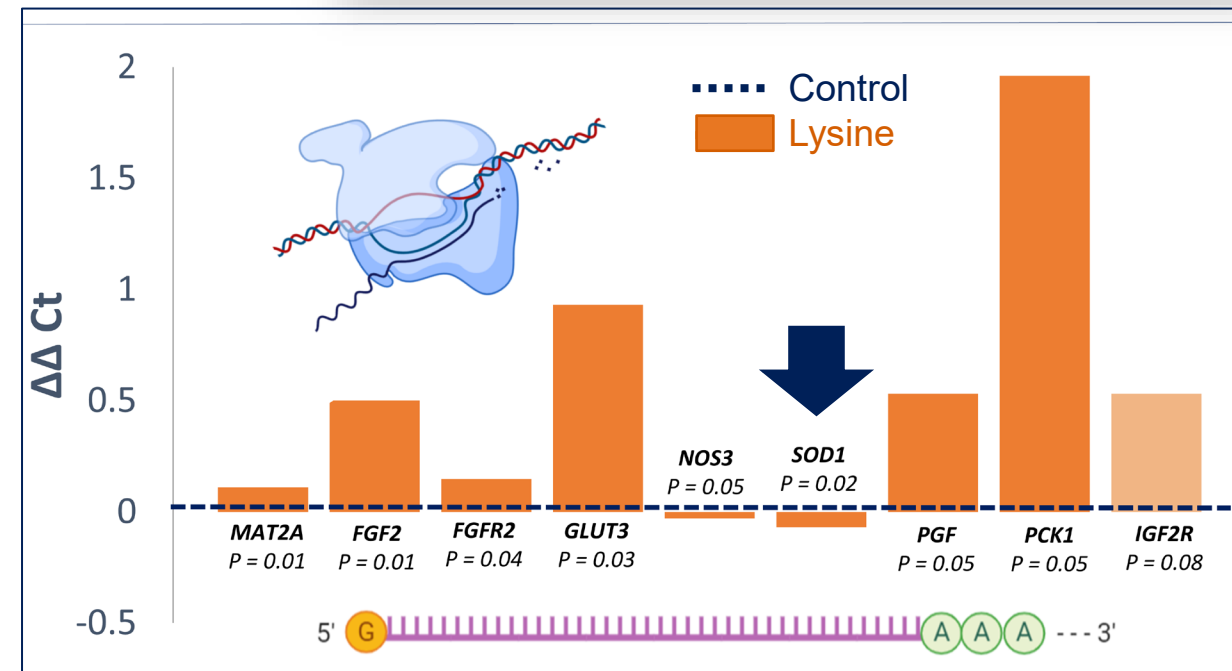 2
1.5
1
0.5
0
-0.5
ΔΔ Ct
Control
Lysine
MAT2A
P = 0.01
FGF2
P = 0.01
FGFR2
P = 0.04
GLUT3
P = 0.03
NOS3
P = 0.05
SOD1
P = 0.02
PGF
P = 0.05
PCK1
P = 0.05
IGF2R
P = 0.08
5' G A A A --- 3'